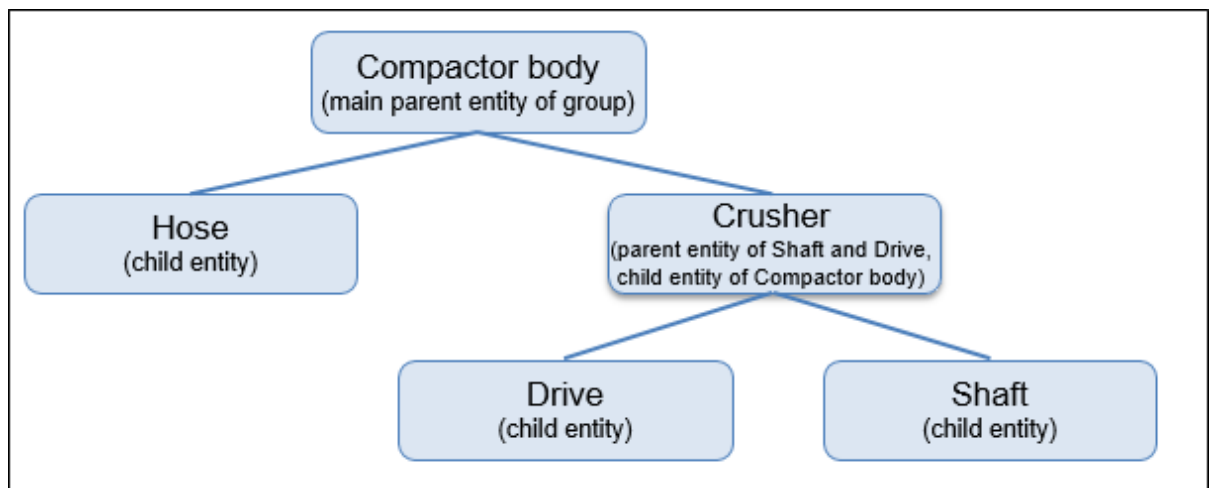 Compactor body
(main parent entity of group)
Hose
(child entity)
Crusher
(parent entity of Shaft and Drive,
child entity of Compactor body)
Drive
(child entity)
Shaft
(child entity)